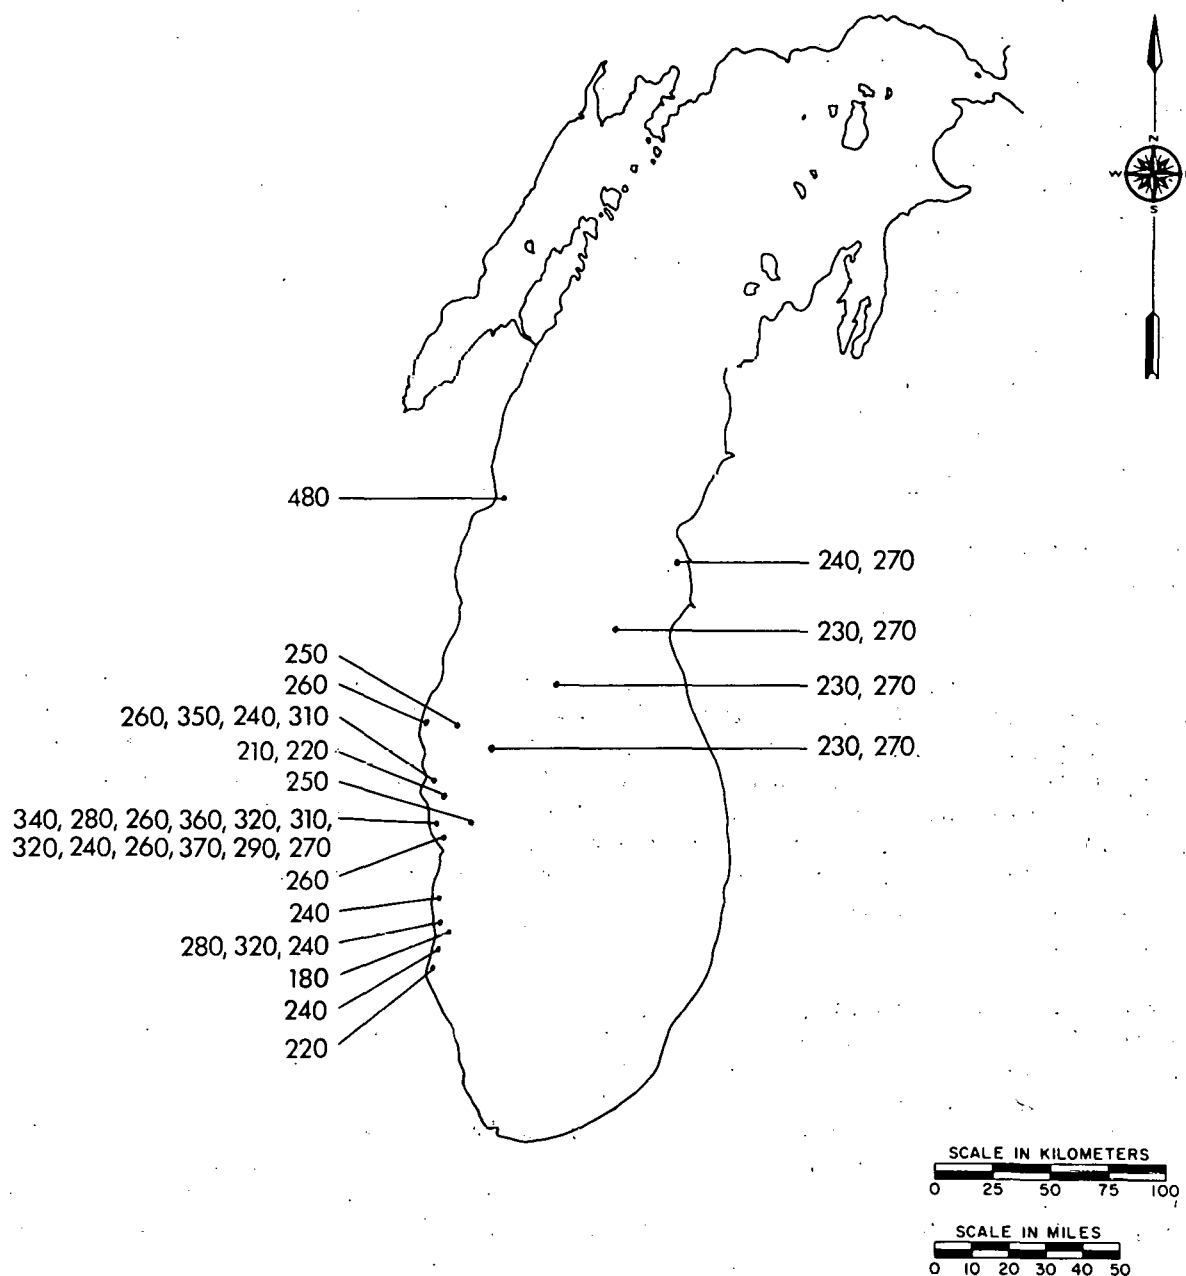 N
W
S
480
240, 270
230, 270
250
260
230, 270
260, 350, 240, 310
210, 220
230, 270
250
340, 280, 260, 360, 320, 310,
320, 240, 260, 370, 290, 270
260
240
280, 320, 240
180
240
220
SCALE IN KILOMETERS
0 25 50 75 100
SCALE IN MILES
0 10 20 30 40 50